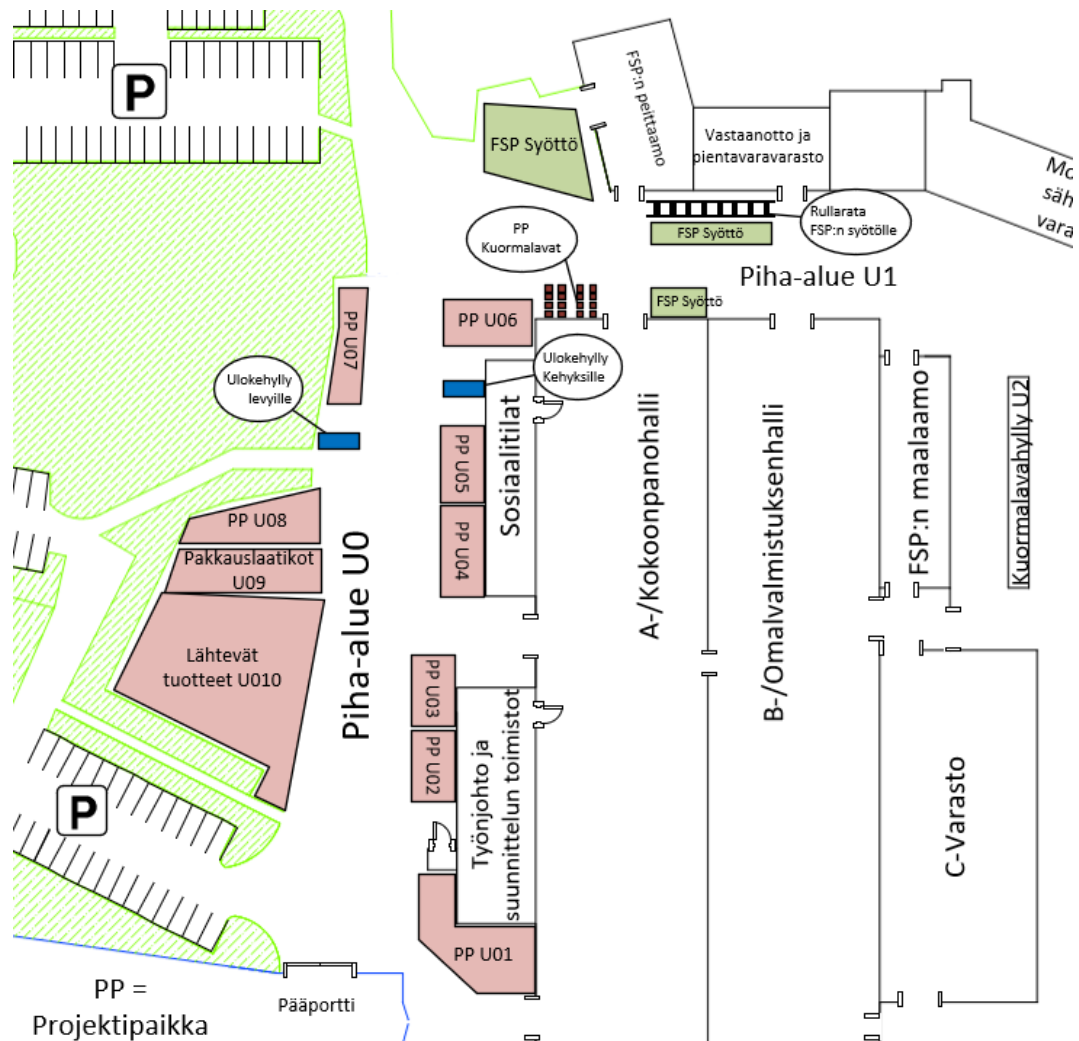 P
FSP:n peittaamo
FSP Syöttö
Vastaanotto ja
pientavaravarasto
Rullarata
FSP:n syötölle
PP
Kuormalavat
FSP Syöttö
Piha-alue U1
FSP Syöttö
PP U06
PP U07
Ulokehylly
levyille
Ulokehylly
Kehyksille
Sosiaalitilat
PP U05
PP U04
A-/Kokoonpanohalli
B-/Omalvalmistuksenhalli
FSP:n maalaamo
Kuormalavahylly U2
PP U08
Pakkauslaatikot
U09
Lähtevät
tuotteet U010
Piha-alue U0
PP U03
PP U02
Työnjohto ja
suunnittelun toimistot
C-Varasto
P
PP U01
PP =
Projektipaikka
Pääportti